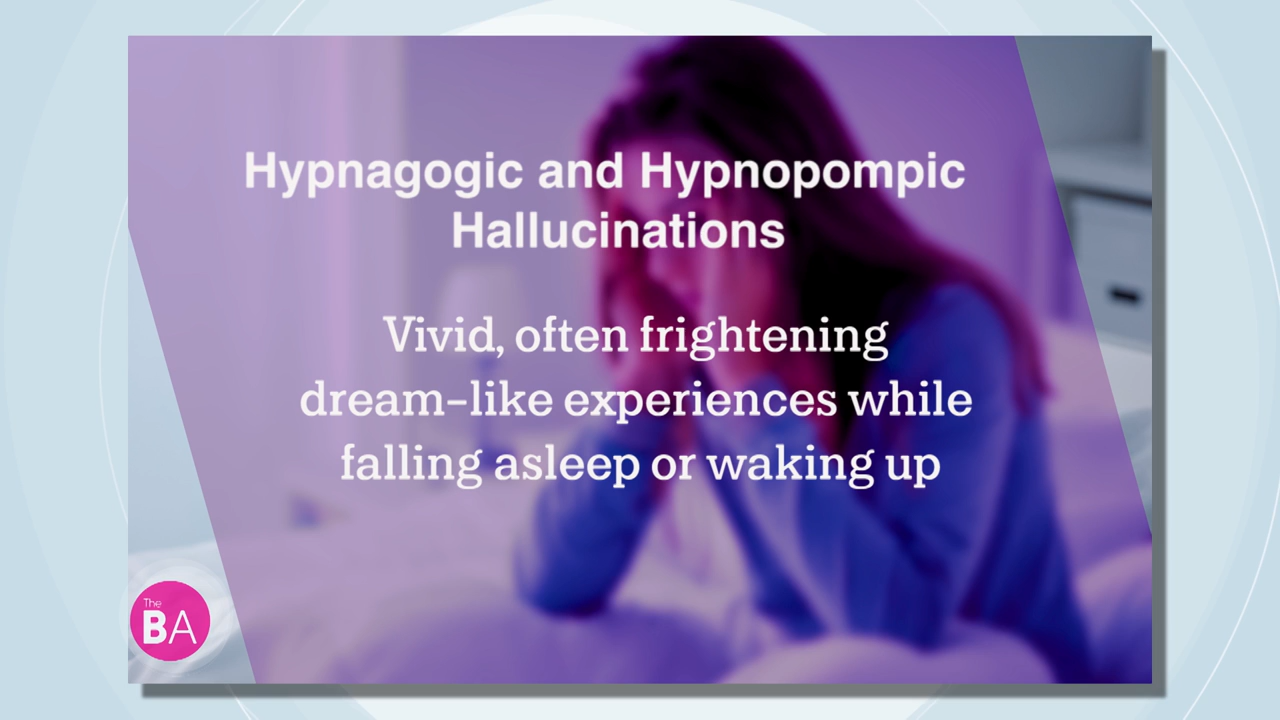 Hypnagogic and Hypnopompic
Hallucinations
Vivid, often frightening
dream-like experiences while
falling asleep or waking up
The
BA